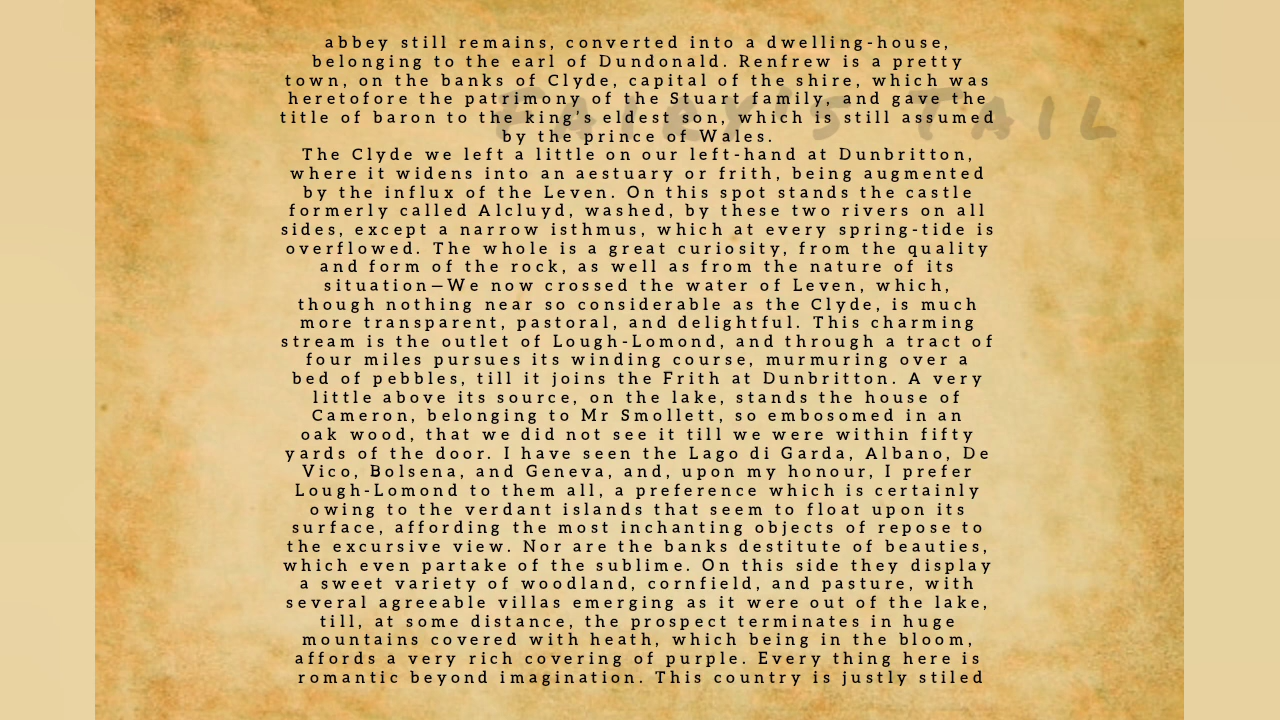 abbey still remains, converted into a dwelling-house,
belonging to the earl of Dundonald. Renfrew is a pretty
town, on the banks of Clyde, capital of the shire, which was
heretofore the patrimony of the Stuart family, and gave the
title of baron to the king's eldest son, which is still assumed
by the prince of Wales.
The Clyde we left a little on our left-hand at Dunbritton,
where it widens into an aestuary or frith, being augmented
by the influx of the Leven. On this spot stands the castle
formerly called Alcluyd, washed, by these two rivers on all
sides, except a narrow isthmus, which at every spring-tide is
overflowed. The whole is a great curiosity, from the quality
and form of the rock, as well as from the nature of its
situation—We now crossed the water of Leven, which,
though nothing near so considerable as the Clyde, is much
more transparent, pastoral, and delightful. This charming
stream is the outlet of Lough-Lomond, and through a tract of
four miles pursues its winding course, murmuring over a
bed of pebbles, till it joins the Frith at Dunbritton. A very
little above its source, on the lake, stands the house of
Cameron, belonging to Mr Smollett, so embosomed in an
oak wood, that we did not see it till we were within fifty
yards of the door. I have seen the Lago di Garda, Albano, De
Vico, Bolsena, and Geneva, and, upon my honour, I prefer
Lough-Lomond to them all, a preference which is certainly
owing to the verdant islands that seem to float upon its
surface, affording the most inchanting objects of repose to
the excursive view. Nor are the banks destitute of beauties,
which even partake of the sublime. On this side they display
a sweet variety of woodland, cornfield, and pasture, with
several agreeable villas emerging as it were out of the lake,
till, at some distance, the prospect terminates in huge
mountains covered with heath, which being in the bloom,
affords a very rich covering of purple. Every thing here is
romantic beyond imagination. This country is justly stiled
TAIL